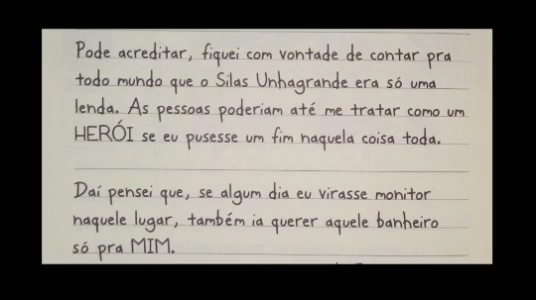 Pode acreditar, fiquei com vontade de contar pra
todo mundo que o Silas Unhagrande era só uma
lenda. As pessoas poderiam até me tratar como um
HERÓI se eu pusesse um fim naquela coisa toda.
Daí pensei que, se algum dia eu virasse monitor
naquele lugar, também ia querer aquele banheiro
só pra MIM.